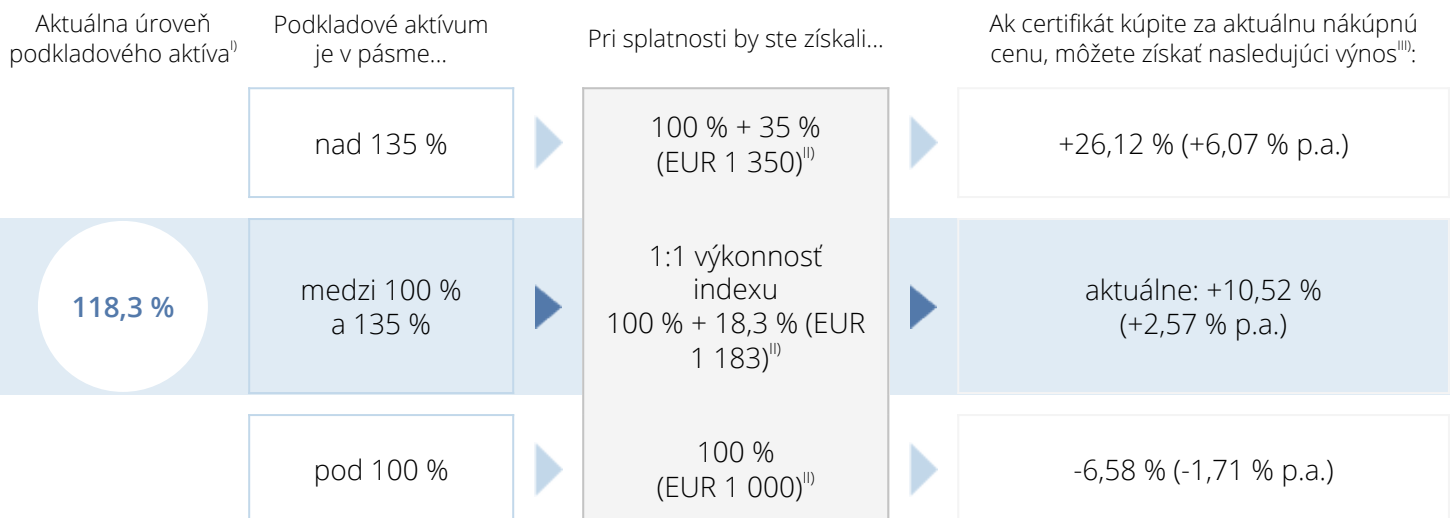 Aktuálna úroveň
podkladového aktíva I)
Podkladové aktívum
je v pásme...
Pri splatnosti by ste získali...
Ak certifikát kúpite za aktuálnu nákupnú
cenu, môžete získať nasledujúci výnos III):
nad 135 %
100 % + 35 %
(EUR 1 350) II)
+26,12 % (+6,07 % p.a.)
118,3 %
medzi 100 %
a 135 %
1:1 výkonnosť
indexu
100 % + 18,3 % (EUR
1 183) II)
aktuálne: +10,52 %
(+2,57 % p.a.)
pod 100 %
100 %
(EUR 1 000) II)
-6,58 % (-1,71 % p.a.)